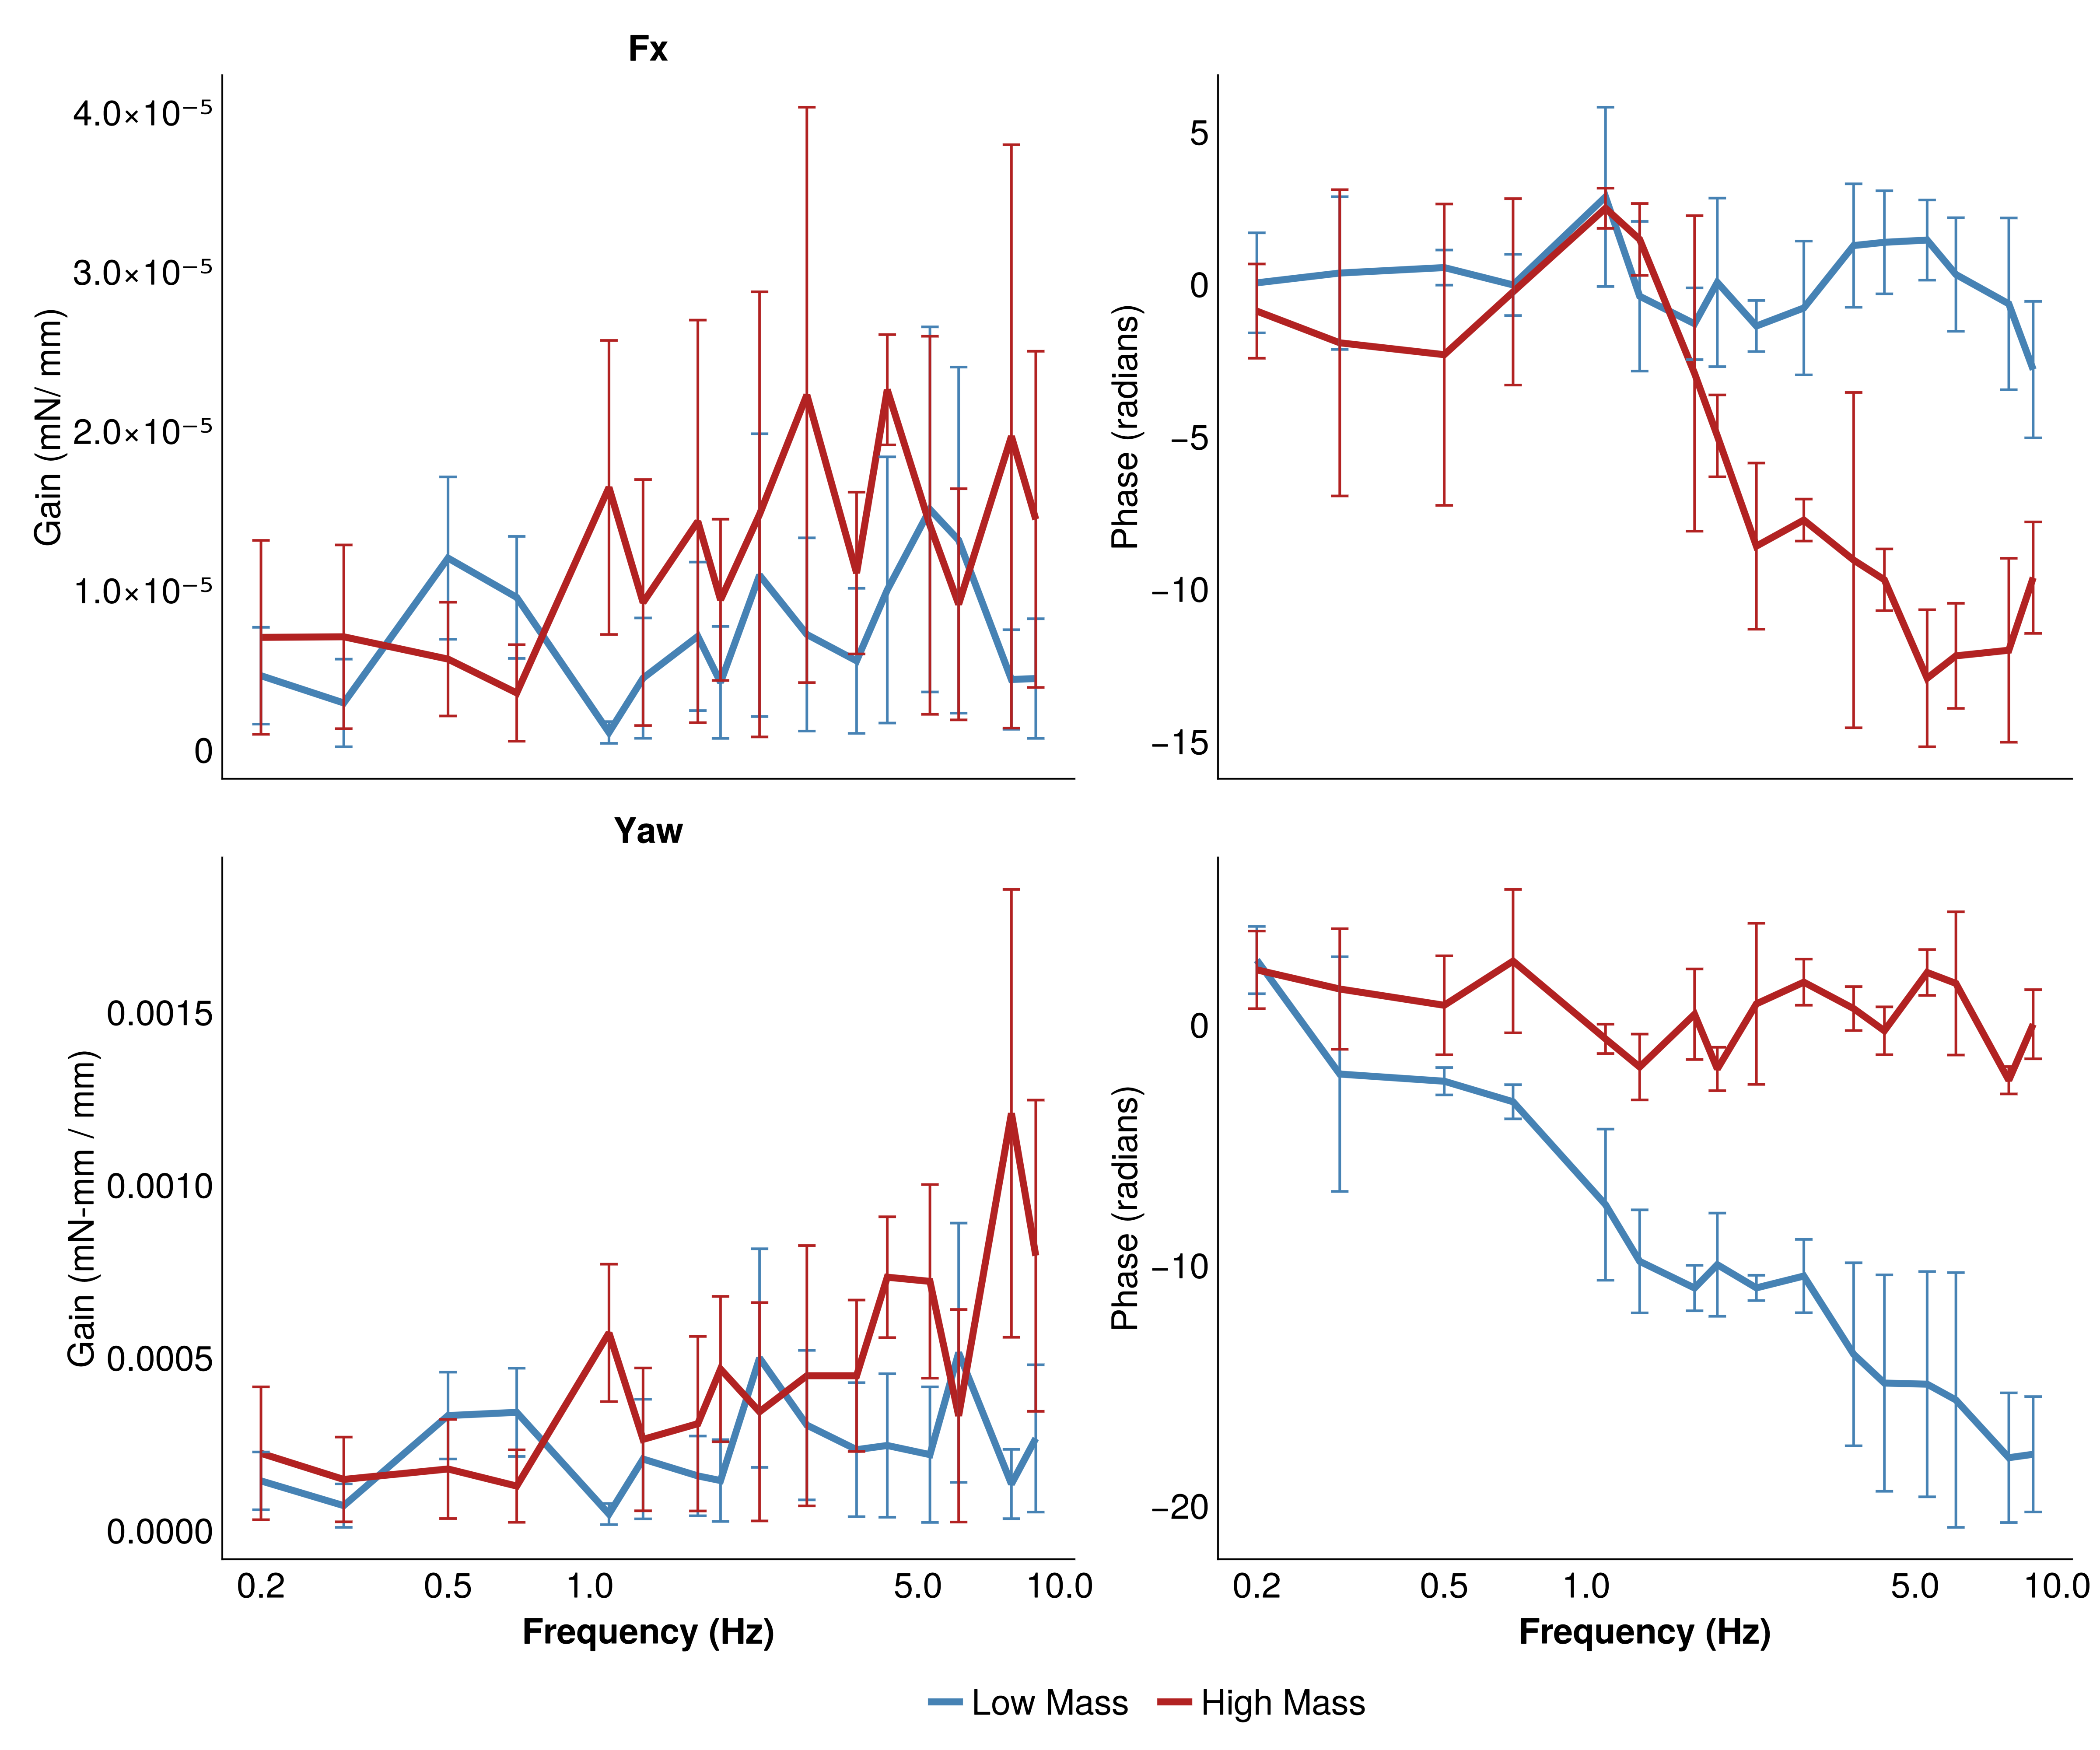 Fx
Gain (mN/ mm)
4.0×10⁻⁵
3.0×10⁻⁵
2.0×10⁻⁵
1.0×10⁻⁵
0
Phase (radians)
5
0
−5
−10
−15
Yaw
Gain (mN-mm / mm)
0.0015
0.0010
0.0005
0.0000
0.2 0.5 1.0 5.0 10.0
Frequency (Hz)
Phase (radians)
0
−10
−20
0.2 0.5 1.0 5.0 10.0
Frequency (Hz)
Low Mass High Mass